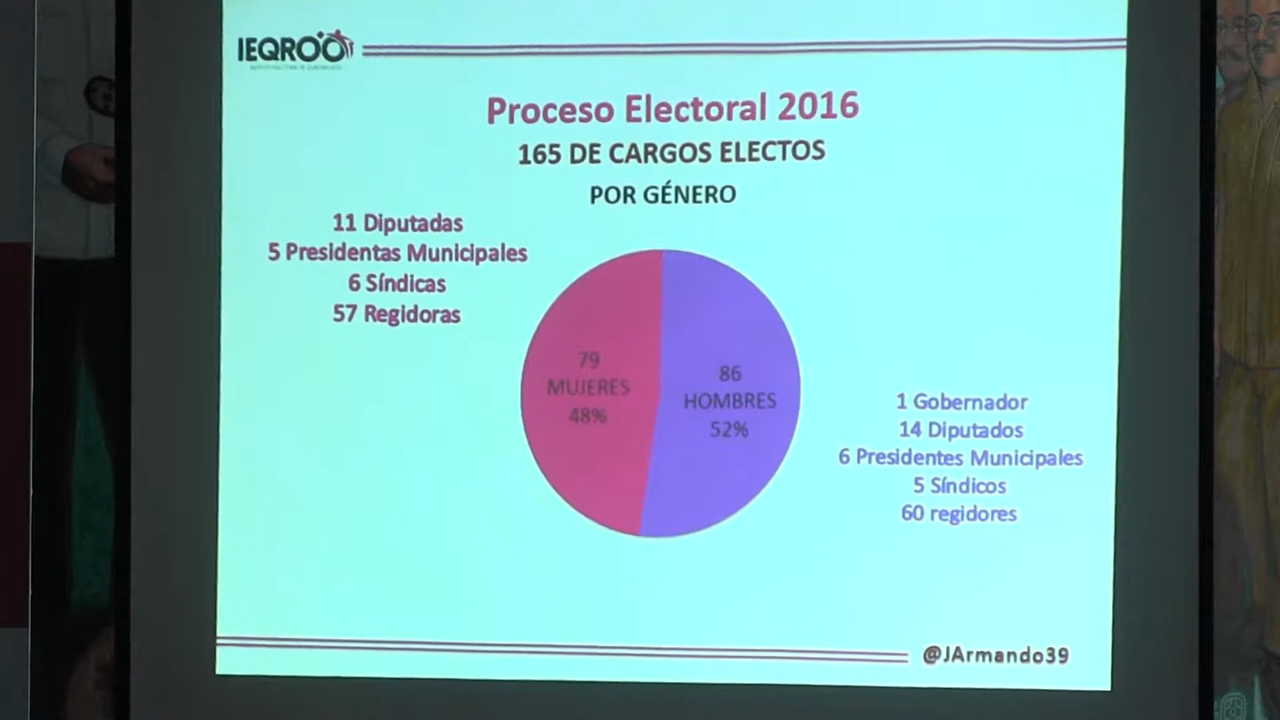 IEQROO
Proceso Electoral 2016
165 DE CARGOS ELECTOS
POR GÉNERO
11 Diputadas
5 Presidentas Municipales
6 Síndicas
57 Regidoras
79
MUJERES
48%
86
HOMBRES
52%
1 Gobernador
14 Diputados
6 Presidentes Municipales
5 Síndicos
60 regidores
@JArmando39